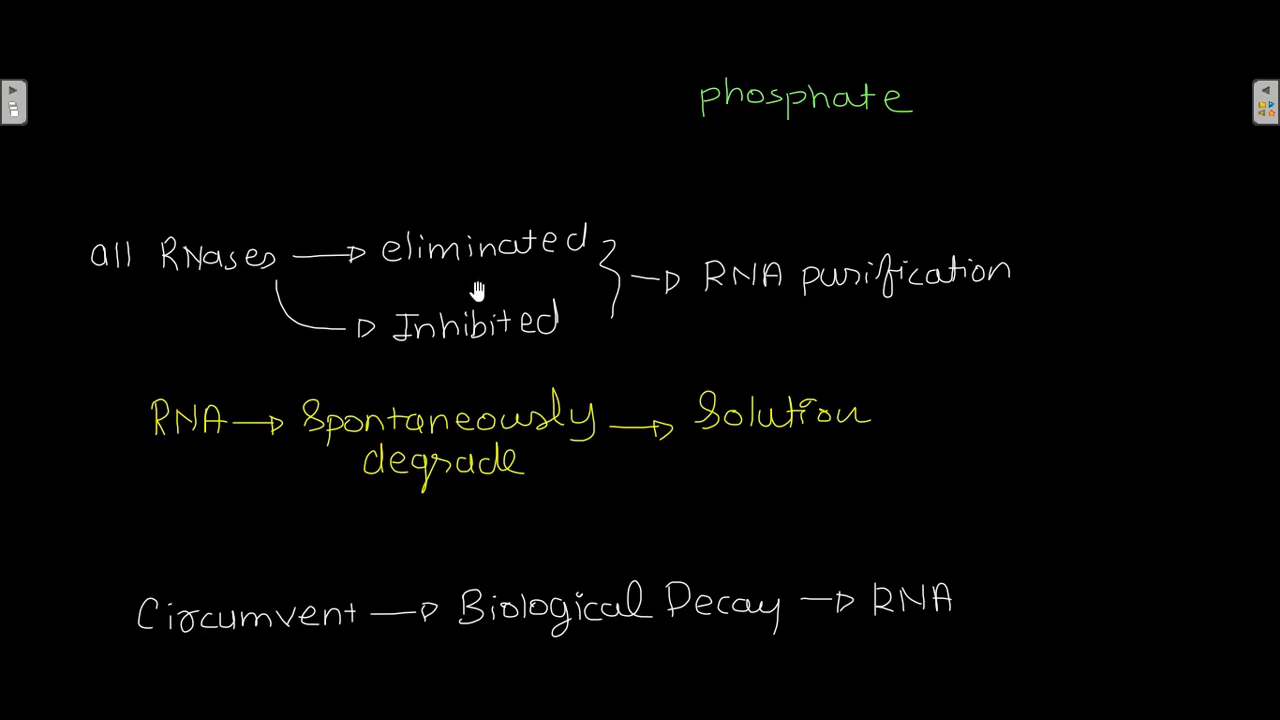 phosphate
all RNases → eliminated
→ Inhibited
→ RNA purification
RNA → Spontaneously → Solution
degrade
Circumvent → Biological Decay → RNA